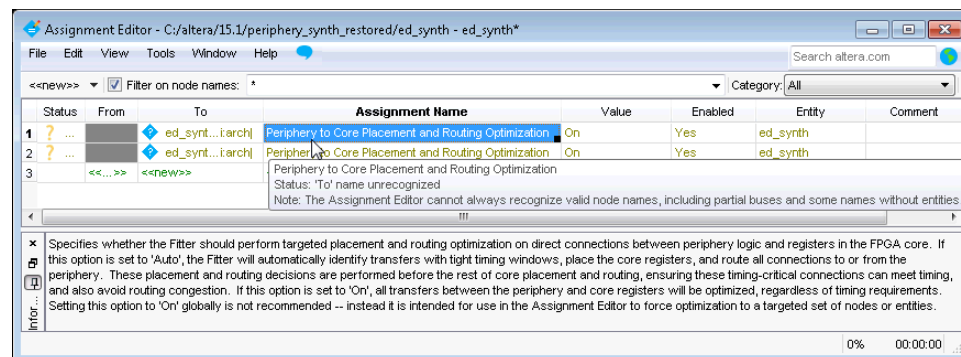 Assignment Editor - C:/altera/15.1/periphery_synth_restored/ed_synth - ed_synth*
File Edit View Tools Window Help
Search altera.com
<<new>> Filter on node names: * Category: All
Status From To Assignment Name Value Enabled Entity Comment
1 ? ... ed_synt...i:arch| Periphery to Core Placement and Routing Optimization On Yes ed_synth
2 ? ... ed_synt...i:arch| Periphery to Core Placement and Routing Optimization On Yes ed_synth
3 <<...>> <<new>>
Periphery to Core Placement and Routing Optimization
Status: 'To' name unrecognized
Note: The Assignment Editor cannot always recognize valid node names, including partial buses and some names without entities
Specifies whether the Fitter should perform targeted placement and routing optimization on direct connections between periphery logic and registers in the FPGA core. If
this option is set to 'Auto', the Fitter will automatically identify transfers with tight timing windows, place the core registers, and route all connections to or from the
periphery. These placement and routing decisions are performed before the rest of core placement and routing, ensuring these timing-critical connections can meet timing,
and also avoid routing congestion. If this option is set to 'On', all transfers between the periphery and core registers will be optimized, regardless of timing requirements.
Setting this option to 'On' globally is not recommended -- instead it is intended for use in the Assignment Editor to force optimization to a targeted set of nodes or entities.
Infor...
0% 00:00:00